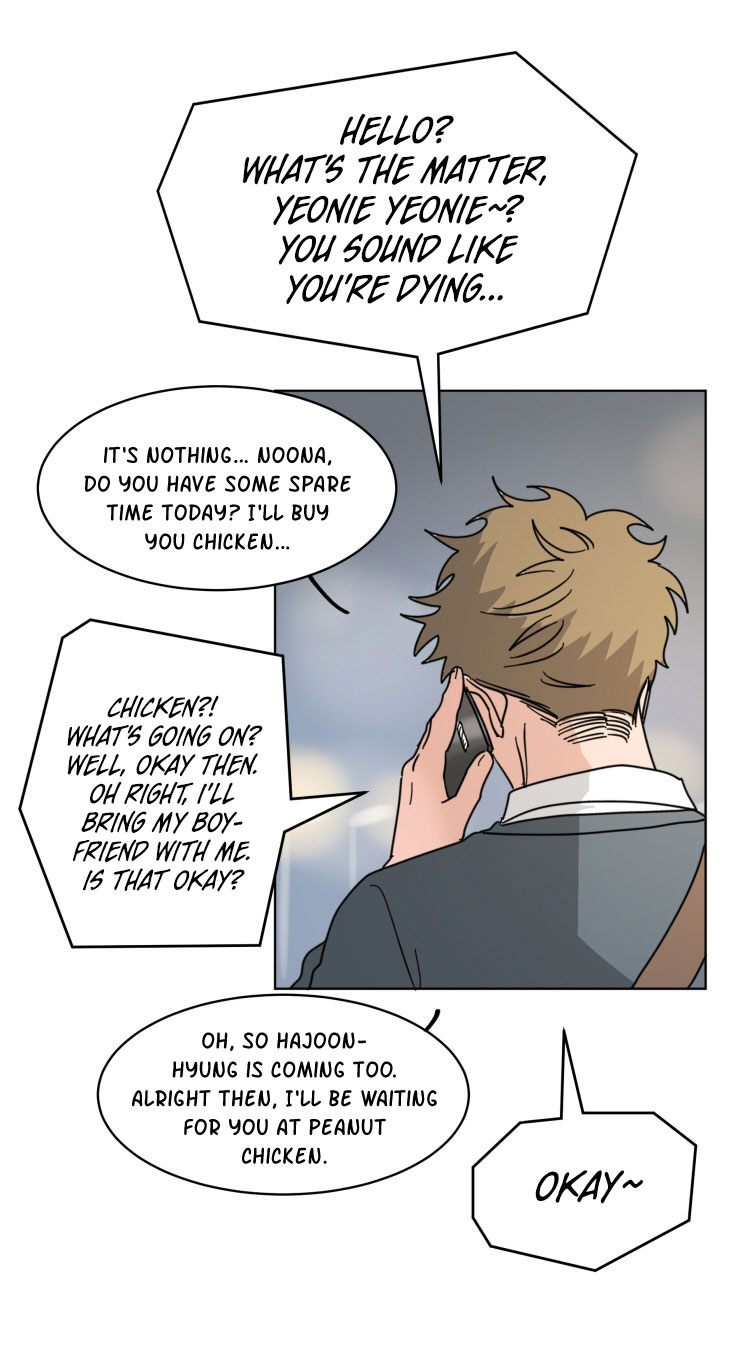 HELLO?
WHAT'S THE MATTER,
YEONIE YEONIE~?
YOU SOUND LIKE
YOU'RE DYING...
IT'S NOTHING... NOONA,
DO YOU HAVE SOME SPARE
TIME TODAY? I'LL BUY
YOU CHICKEN...
CHICKEN?!
WHAT'S GOING ON?
WELL, OKAY THEN.
OH RIGHT, I'LL
BRING MY BOY-
FRIEND WITH ME.
IS THAT OKAY?
OH, SO HAJOON-
HYUNG IS COMING TOO.
ALRIGHT THEN, I'LL BE WAITING
FOR YOU AT PEANUT
CHICKEN.
OKAY~